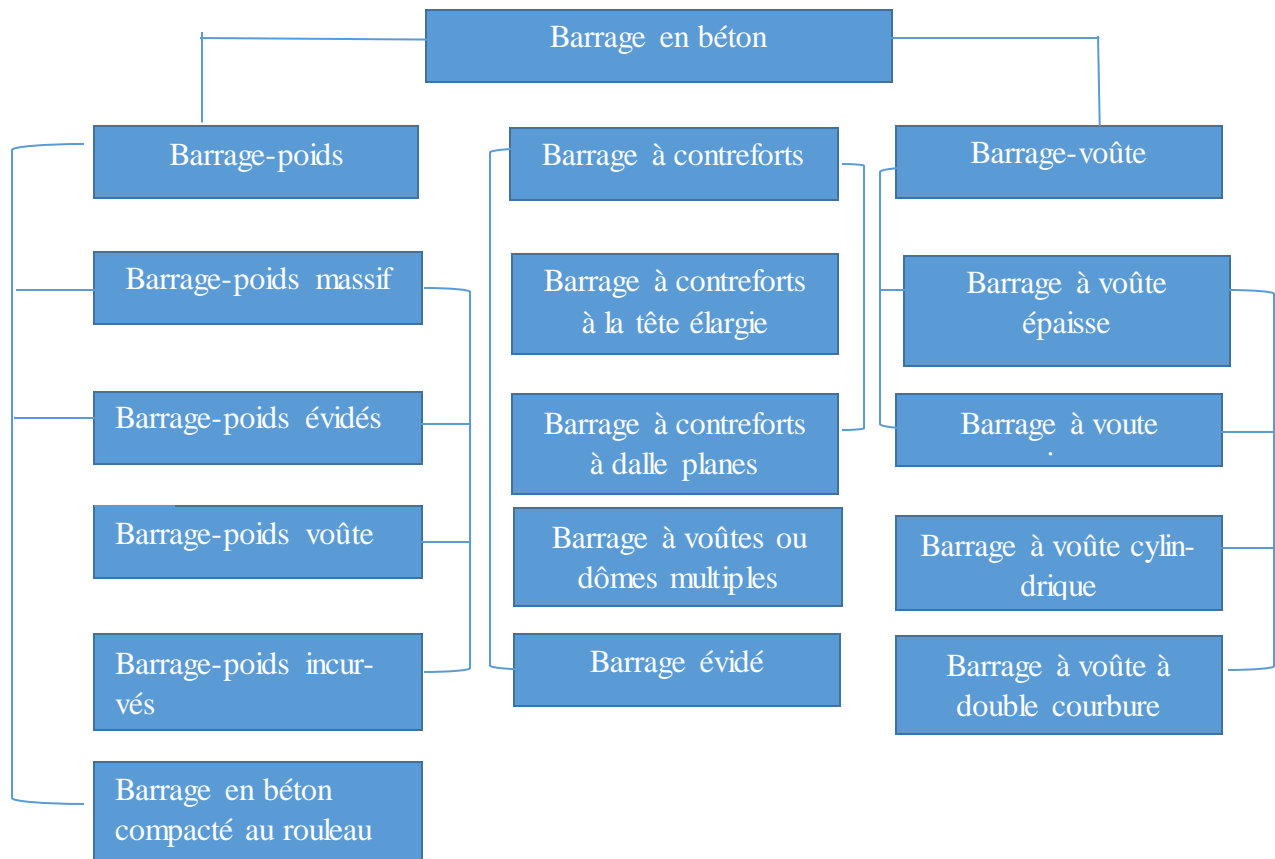 Barrage en béton
Barrage-poids
Barrage à contreforts
Barrage-voûte
Barrage-poids massif
Barrage à contreforts
à la tête élargie
Barrage à voûte
épaisse
Barrage-poids évidés
Barrage à contreforts
à dalle planes
Barrage à voute
Barrage-poids voûte
Barrage à voûtes ou
dômes multiples
Barrage à voûte cylin-
drique
Barrage-poids incur-
vés
Barrage évidé
Barrage à voûte à
double courbure
Barrage en béton
compacté au rouleau